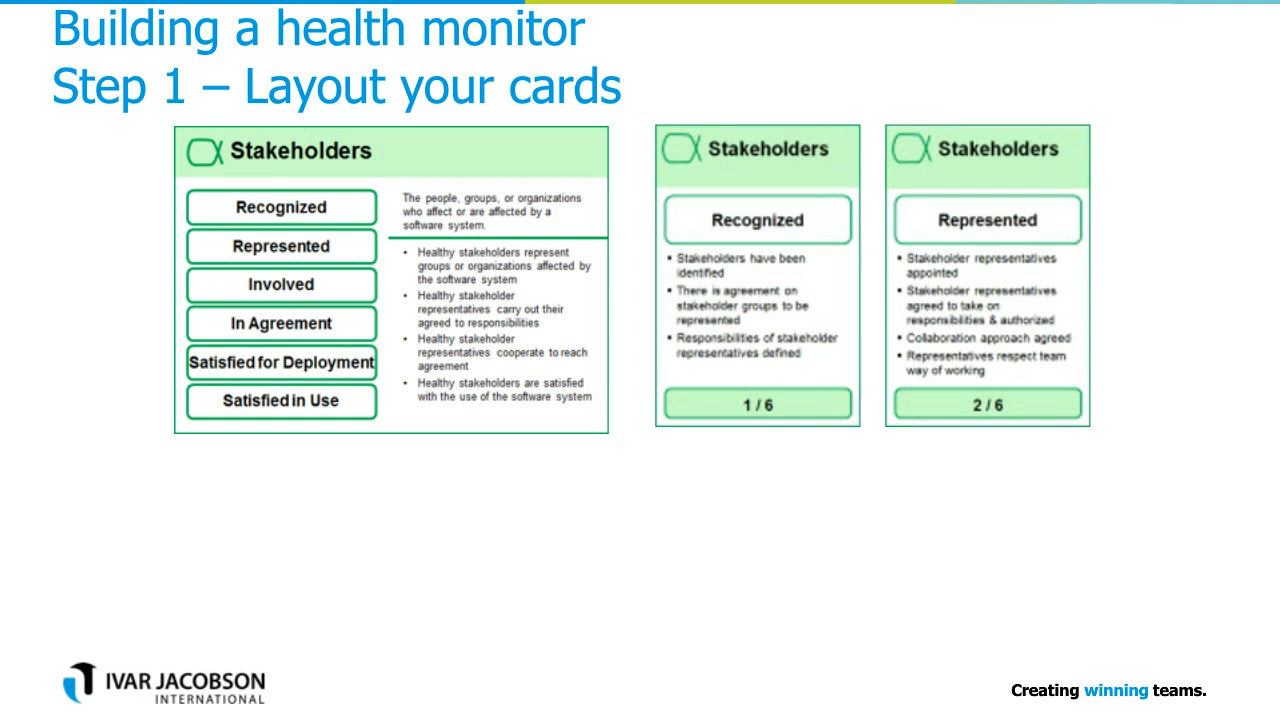 Building a health monitor
Step 1 – Layout your cards
Stakeholders
Recognized
Represented
Involved
In Agreement
Satisfied for Deployment
Satisfied in Use
The people, groups, or organizations
who affect or are affected by a
software system.
• Healthy stakeholders represent
groups or organizations affected by
the software system
• Healthy stakeholder
representatives carry out their
agreed to responsibilities
• Healthy stakeholder
representatives cooperate to reach
agreement
• Healthy stakeholders are satisfied
with the use of the software system
Stakeholders
Recognized
▪ Stakeholders have been
identified
▪ There is agreement on
stakeholder groups to be
represented
▪ Responsibilities of stakeholder
representatives defined
1 / 6
Stakeholders
Represented
▪ Stakeholder representatives
appointed
▪ Stakeholder representatives
agreed to take on
responsibilities & authorized
▪ Collaboration approach agreed
▪ Representatives respect team
way of working
2 / 6
IVAR JACOBSON
INTERNATIONAL
Creating winning teams.